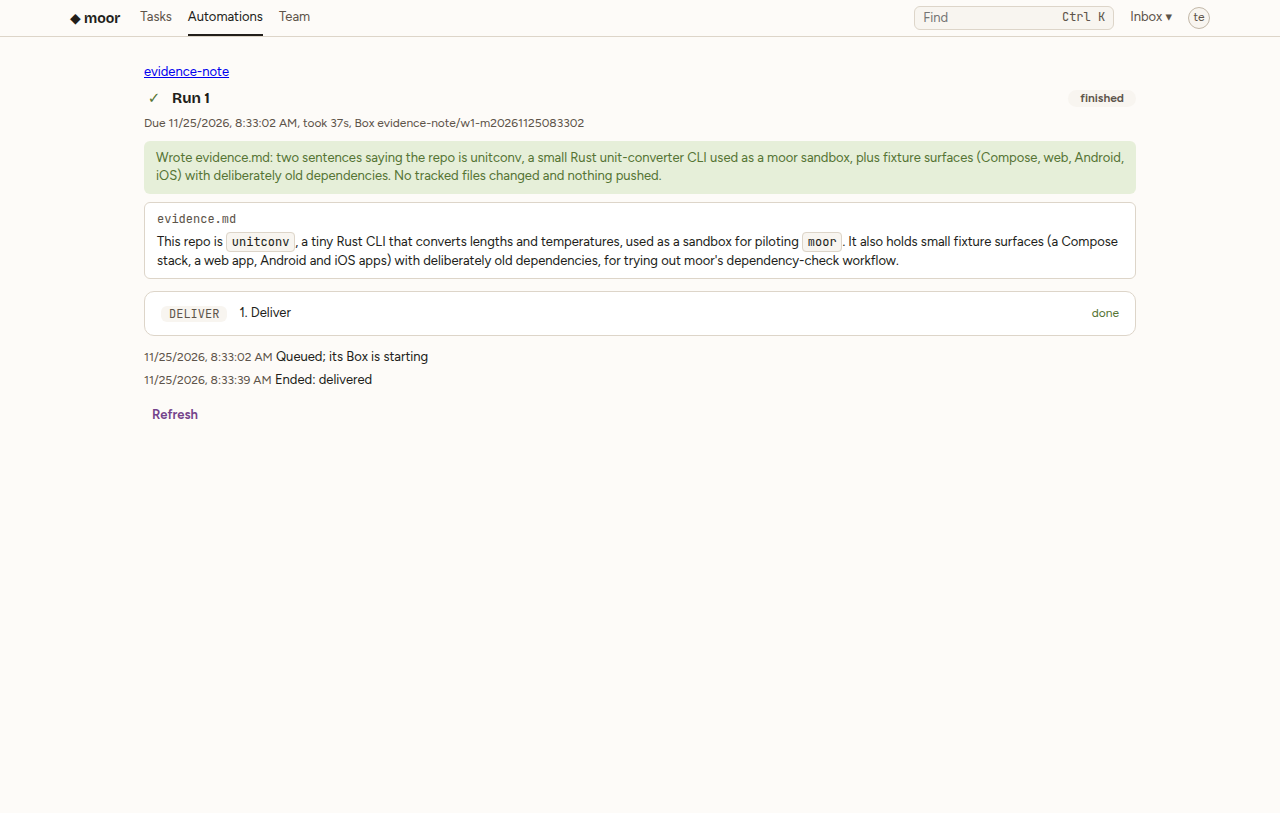 ◆ moor Tasks Automations Team Find Ctrl K Inbox ▾ te
evidence-note
✓ Run 1 finished
Due 11/25/2026, 8:33:02 AM, took 37s, Box evidence-note/w1-m20261125083302
Wrote evidence.md: two sentences saying the repo is unitconv, a small Rust unit-converter CLI used as a moor sandbox, plus fixture surfaces (Compose, web, Android,
iOS) with deliberately old dependencies. No tracked files changed and nothing pushed.
evidence.md
This repo is unitconv, a tiny Rust CLI that converts lengths and temperatures, used as a sandbox for piloting moor. It also holds small fixture surfaces (a Compose
stack, a web app, Android and iOS apps) with deliberately old dependencies, for trying out moor's dependency-check workflow.
DELIVER 1. Deliver done
11/25/2026, 8:33:02 AM Queued; its Box is starting
11/25/2026, 8:33:39 AM Ended: delivered
Refresh